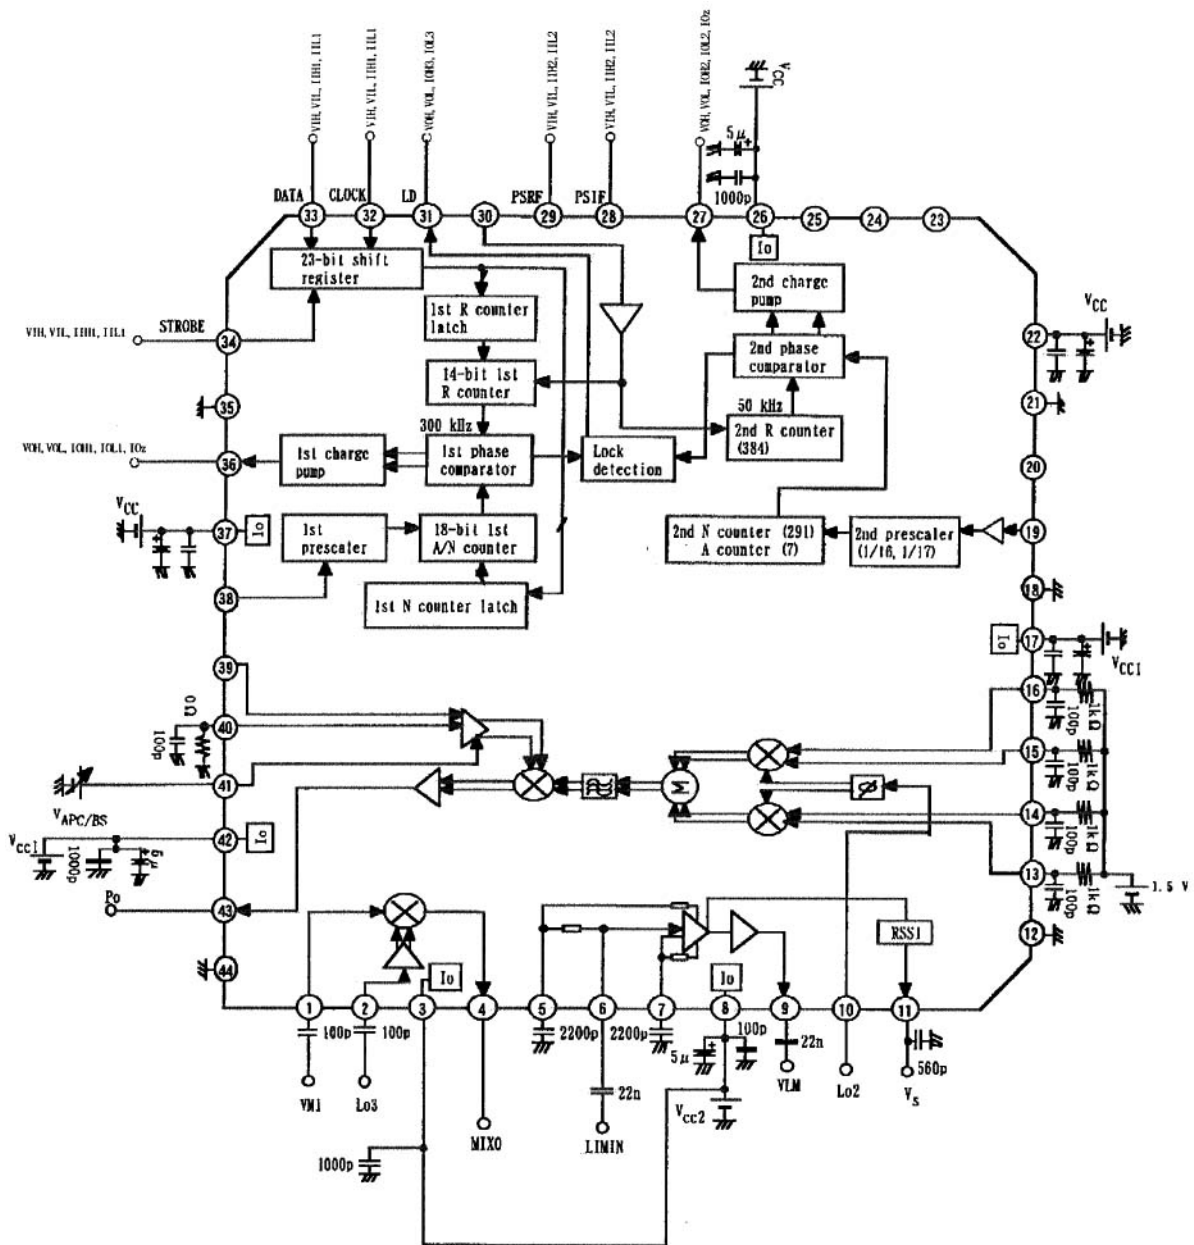 VIH, VIL, IIH1, IIL1
VIH, VIL, IIH1, IIL1
VOH, VOL, IOH3, IOL3
VIH, VIL, IIH2, IIL2
VIH, VIL, IIH2, IIL2
VOH, VOL, IOH2, IOL2, IOz
VCC
5μ
+
1000p
DATA
CLOCK
LD
PSRF
PSIF
33
32
31
30
29
28
27
26
25
24
23
Io
23-bit shift
register
2nd charge
pump
1st R counter
latch
VIH, VIL, IIH1, IIL1
STROBE
34
22
VCC
+
2nd phase
comparator
14-bit 1st
R counter
35
21
300 kHz
50 kHz
2nd R counter
(384)
VOH, VOL, IOH1, IOL1, IOz
36
1st charge
pump
1st phase
comparator
Lock
detection
20
VCC
+
37
Io
1st
prescaler
18-bit 1st
A/N counter
2nd N counter (291)
A counter (7)
2nd prescaler
(1/16, 1/17)
19
38
1st N counter latch
18
Io
17
+
VCC1
39
16
100p
1kΩ
0Ω
40
100p
15
100p
1kΩ
41
VAPC/BS
M
14
100p
1kΩ
VCC1
42
Io
1000p
5μ
+
13
100p
1kΩ
1.5 V
Po
43
12
RSSI
44
Io
Io
1
2
3
4
5
6
7
8
9
10
11
100p
100p
2200p
2200p
5μ
+
100p
22n
560p
VM1
Lo3
MIXO
22n
LIMIN
VCC2
VLM
Lo2
VS
1000p